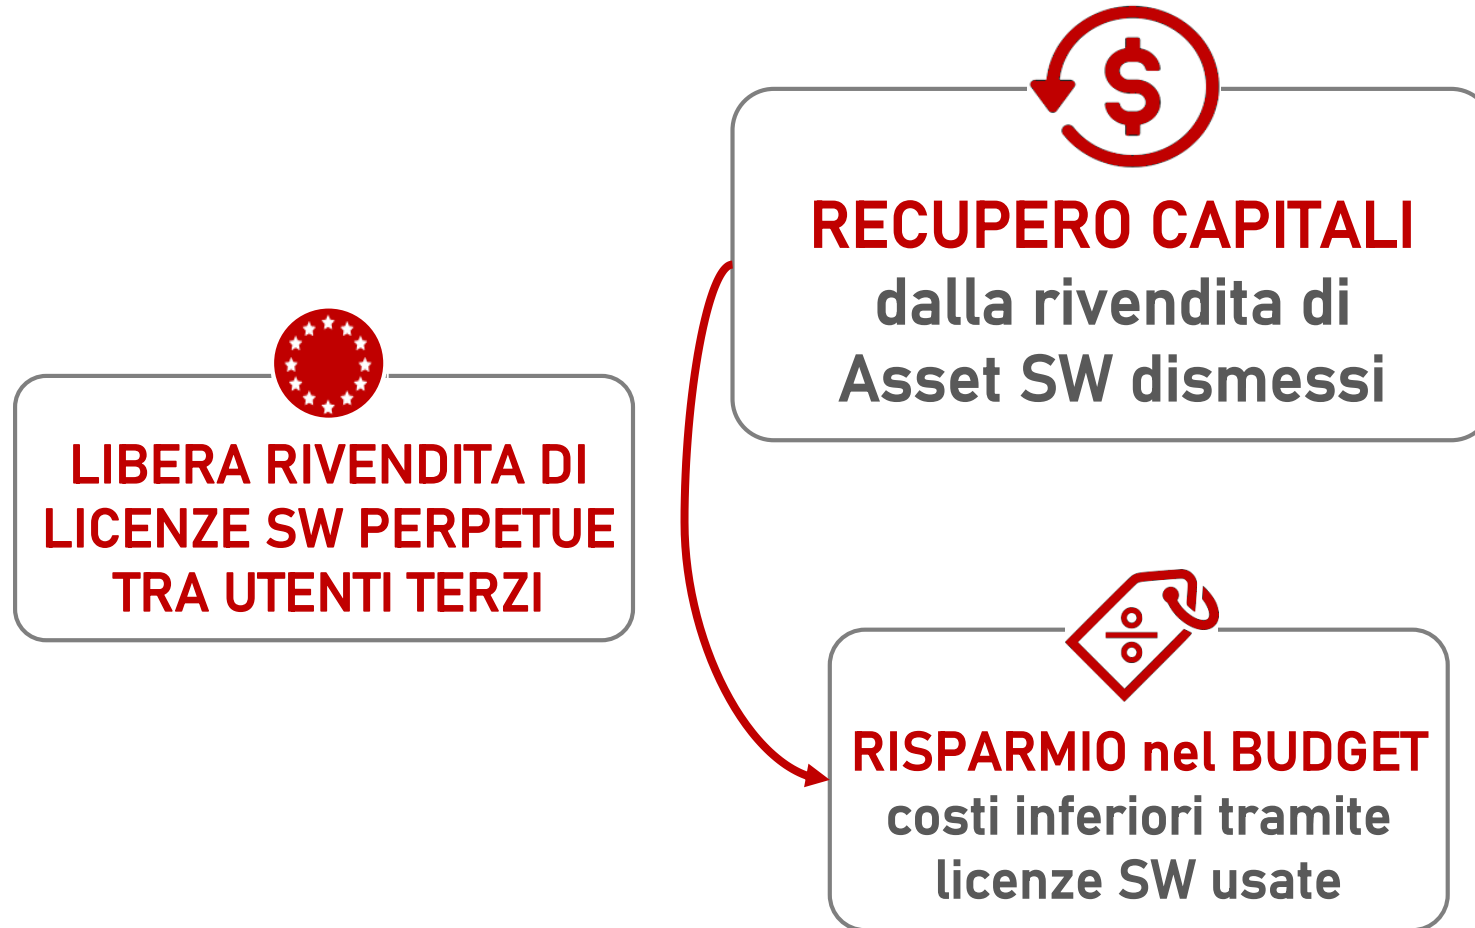 LIBERA RIVENDITA DI
LICENZE SW PERPETUE
TRA UTENTI TERZI
$
RECUPERO CAPITALI
dalla rivendita di
Asset SW dismessi
RISPARMIO nel BUDGET
costi inferiori tramite
licenze SW usate